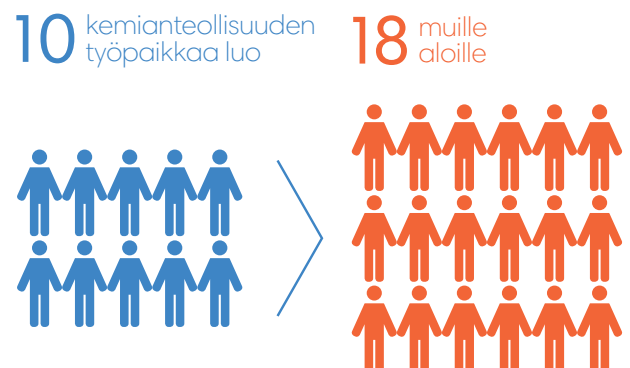 10 kemianteollisuuden
työpaikkaa luo
18 muille
aloille